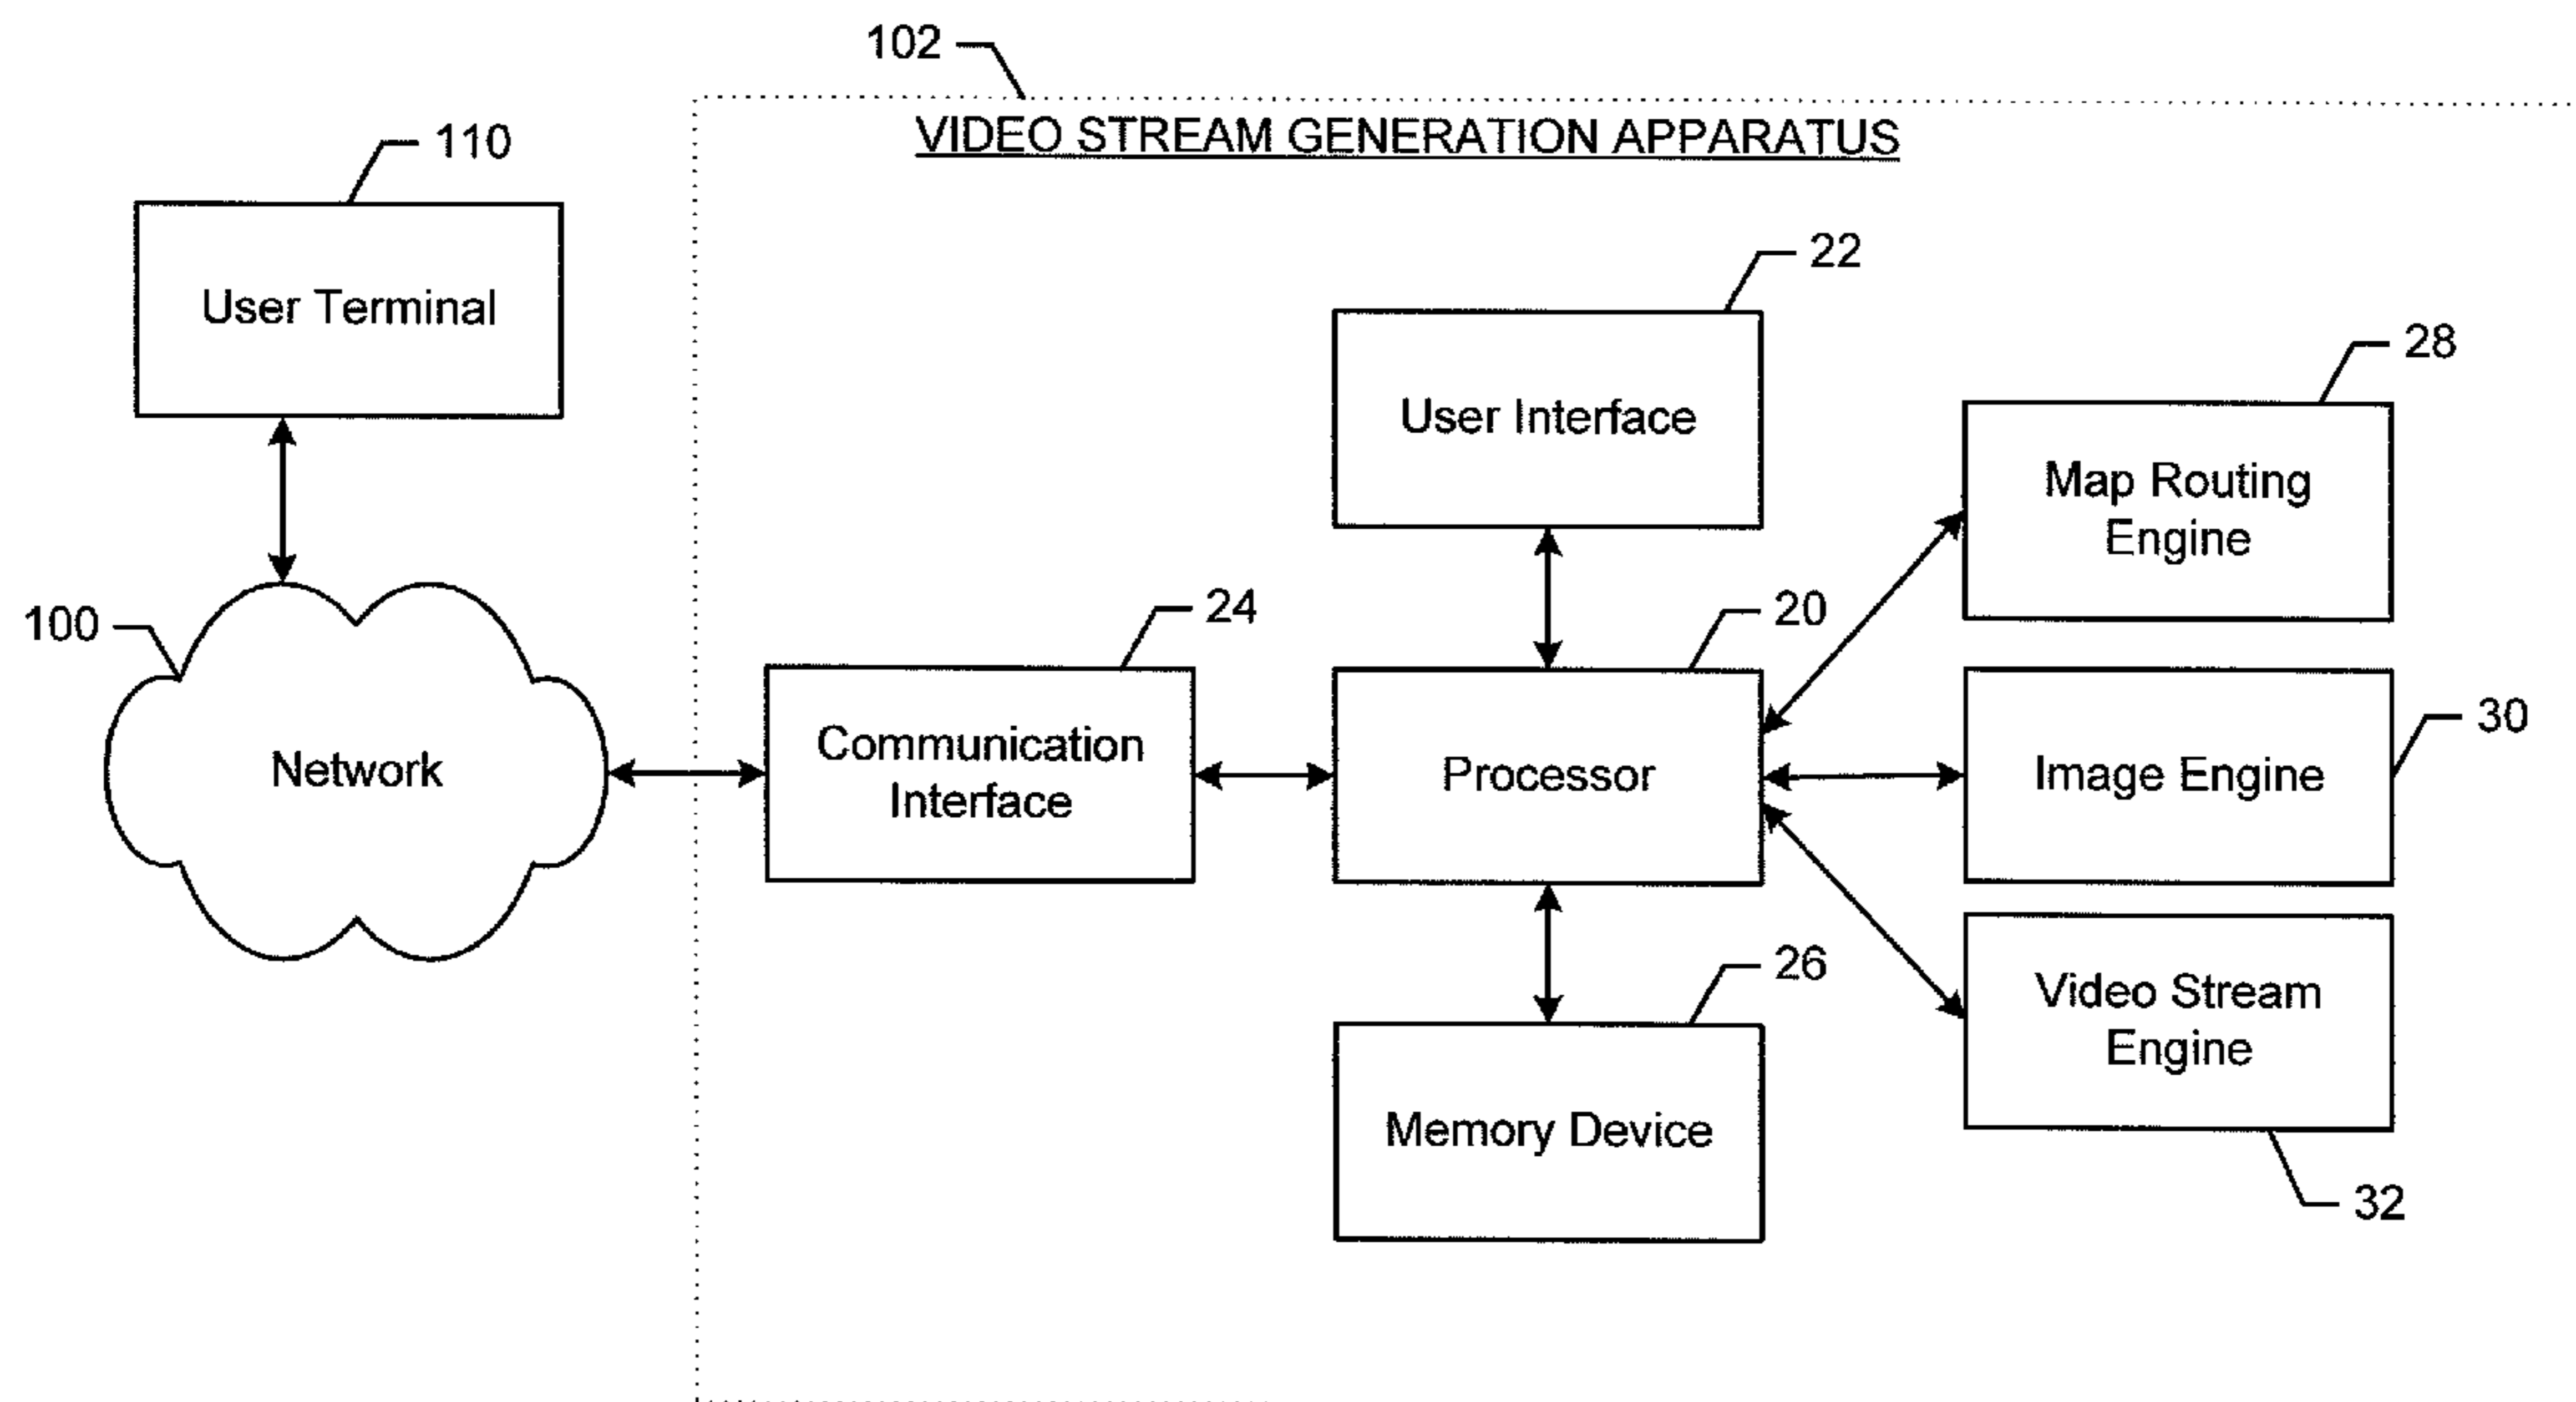 102
VIDEO STREAM GENERATION APPARATUS
110
User Terminal
22
User Interface
28
Map Routing
Engine
100
Network
24
Communication
Interface
20
Processor
30
Image Engine
26
Memory Device
Video Stream
Engine
32